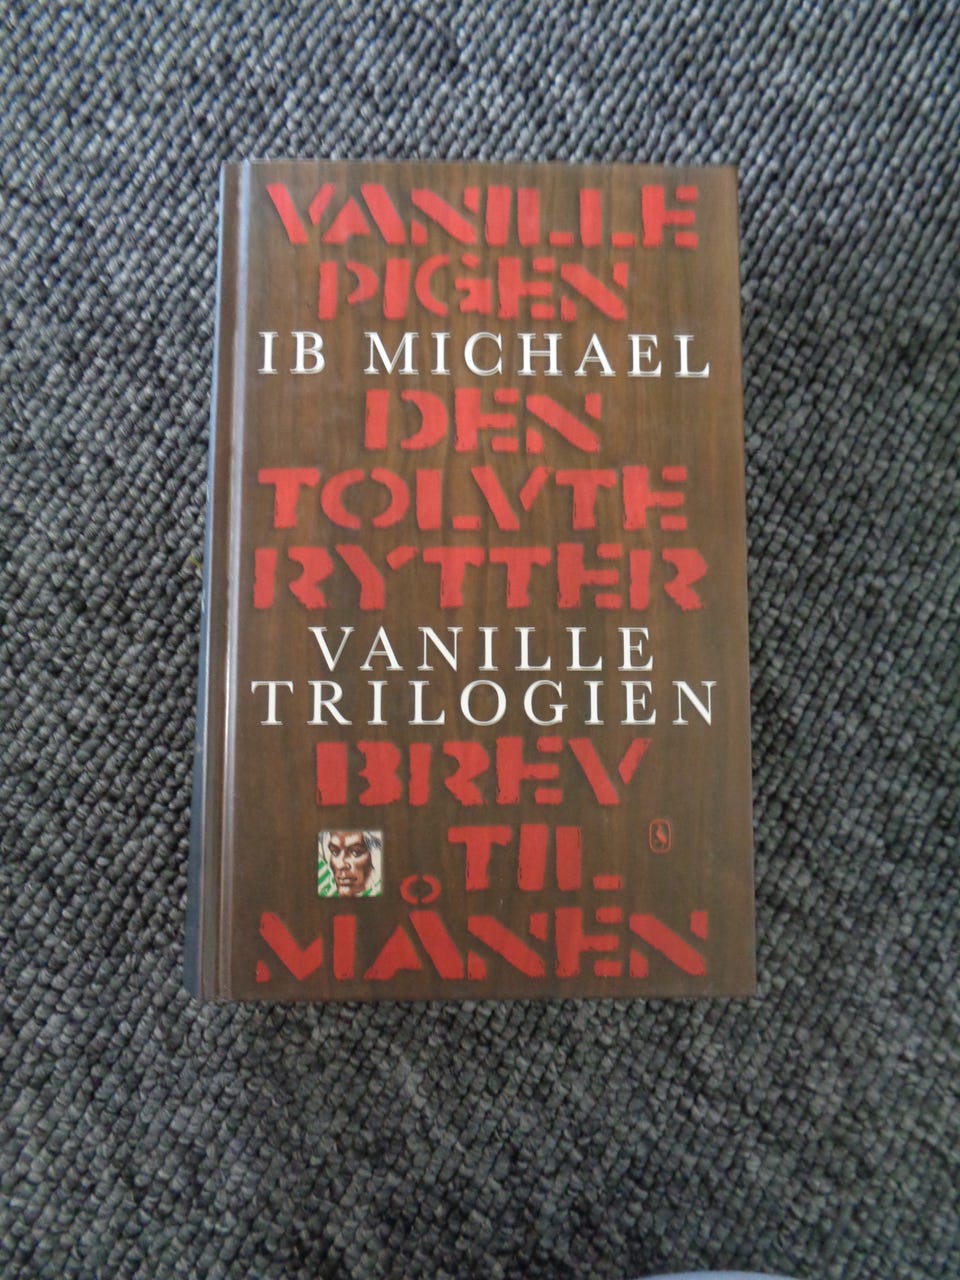 VANILLE
PIGEN
IB MICHAEL
DEN
TOLVTE
RYTTER
VANILLE
TRILOGIEN
BREV
TIL
MÅNEN